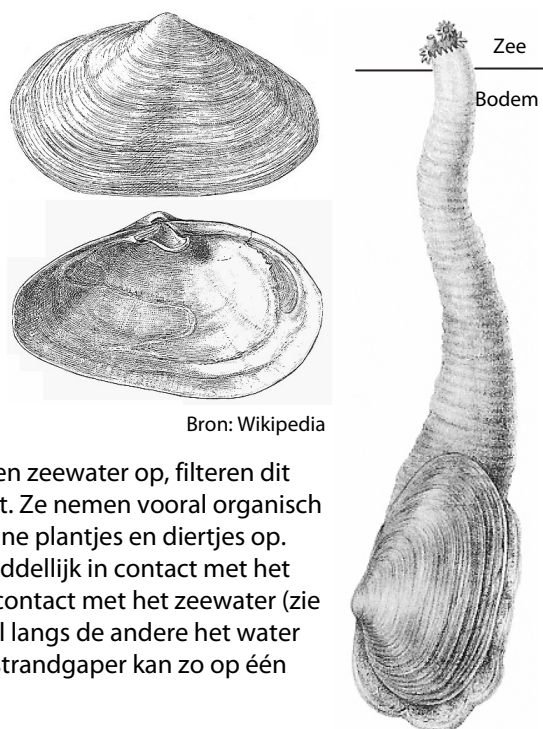 Zee
Bodem
Bron: Wikipedia
en zeewater op, filteren dit
t. Ze nemen vooral organisch
ne plantjes en diertjes op.
ddellijk in contact met het
contact met het zeewater (zie
l langs de andere het water
strandgaper kan zo op één